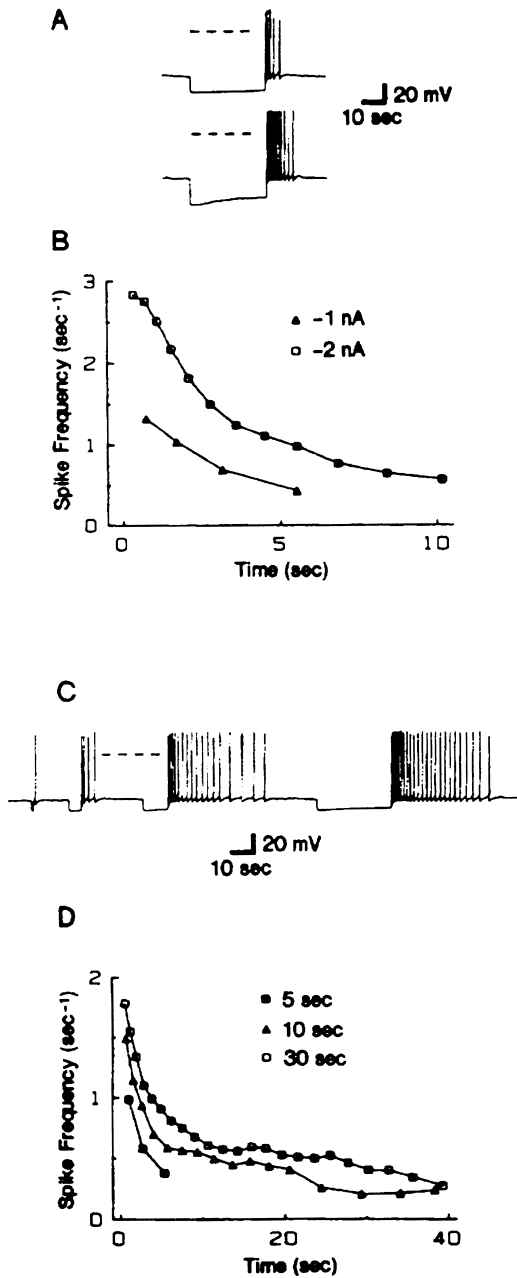 A
20 mV
10 sec
B
3
2
1
0
Spike Frequency (sec⁻¹)
-1 nA
-2 nA
0 5 10
Time (sec)
C
20 mV
10 sec
D
2
1
0
Spike Frequency (sec⁻¹)
5 sec
10 sec
30 sec
0 20 40
Time (sec)